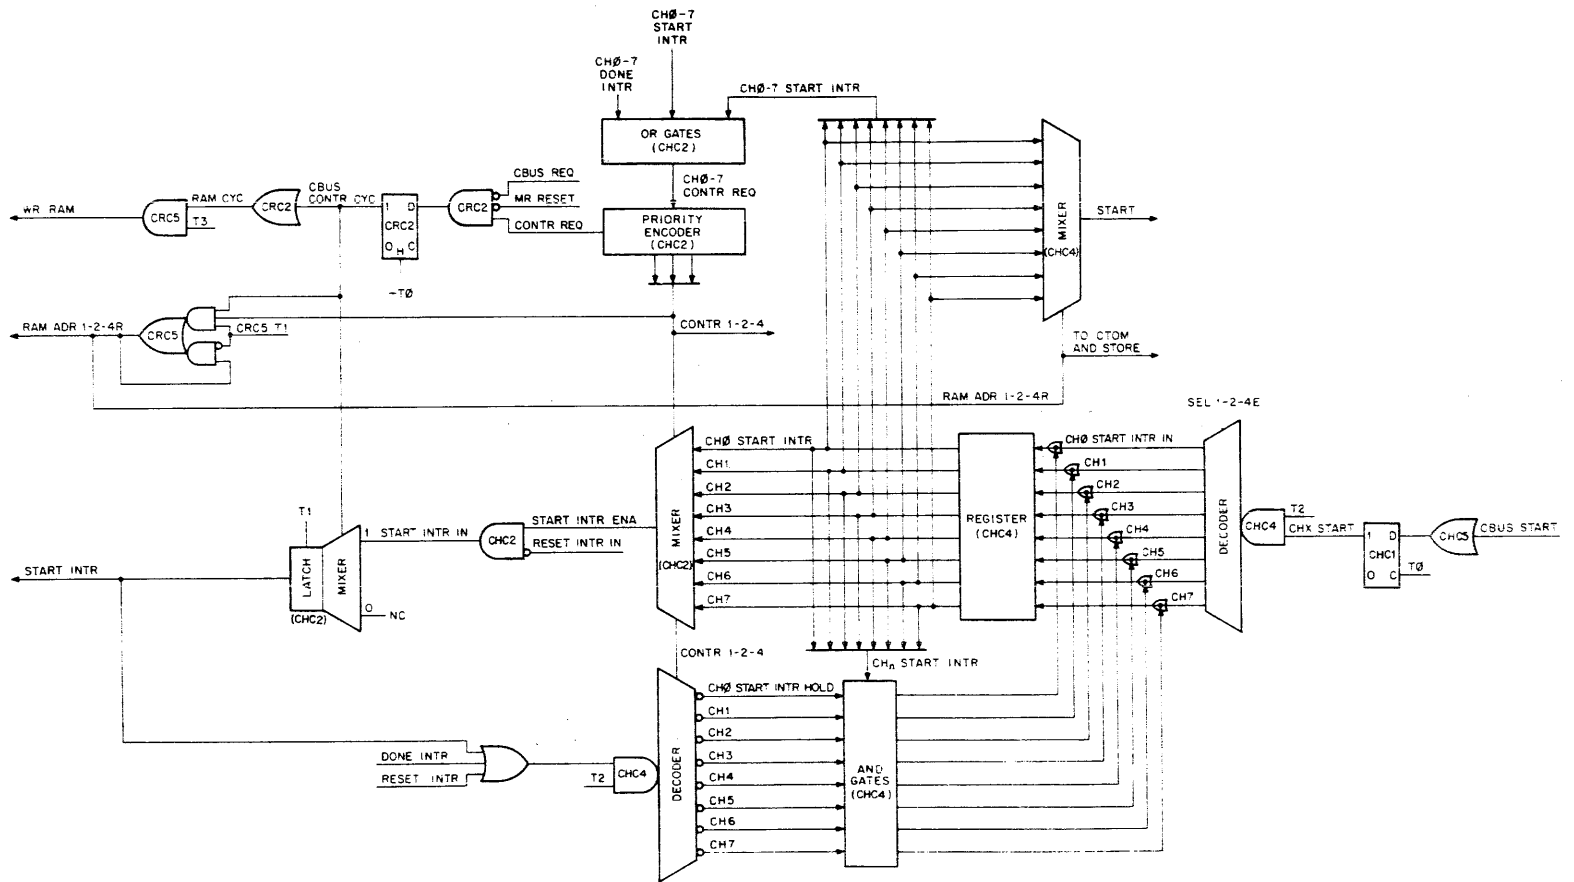 CHØ-7
START
INTR
CHØ-7
DONE
INTR
CHØ-7 START INTR
OR GATES
(CHC2)
CHØ-7
CONTR REQ
PRIORITY
ENCODER
(CHC2)
CBUS REQ
MR RESET
CONTR REQ
CRC2
1 D
CRC2
O H C
-TØ
CBUS
CONTR CYC
CRC2
RAM CYC
CRC5
T3
WR RAM
MIXER
(CHC4)
START
RAM ADR 1-2-4R
CRC5
CRC5 T1
CONTR 1-2-4
TO CTOM
AND STORE
RAM ADR 1-2-4R
SEL 1-2-4E
CHØ START INTR
CH1
CH2
CH3
CH4
CH5
CH6
CH7
MIXER
(CHC2)
REGISTER
(CHC4)
CHØ START INTR IN
CH1
CH2
CH3
CH4
CH5
CH6
CH7
DECODER
CHC4
T2
CHX START
1 D
CHC1
O C
TØ
CHC5
CBUS START
T1
START INTR ENA
RESET INTR IN
CHC2
1 START INTR IN
LATCH
MIXER
(CHC2)
O
NC
START INTR
CONTR 1-2-4
CHn START INTR
CHØ START INTR HOLD
CH1
CH2
CH3
CH4
CH5
CH6
CH7
DECODER
AND
GATES
(CHC4)
DONE INTR
RESET INTR
T2
CHC4